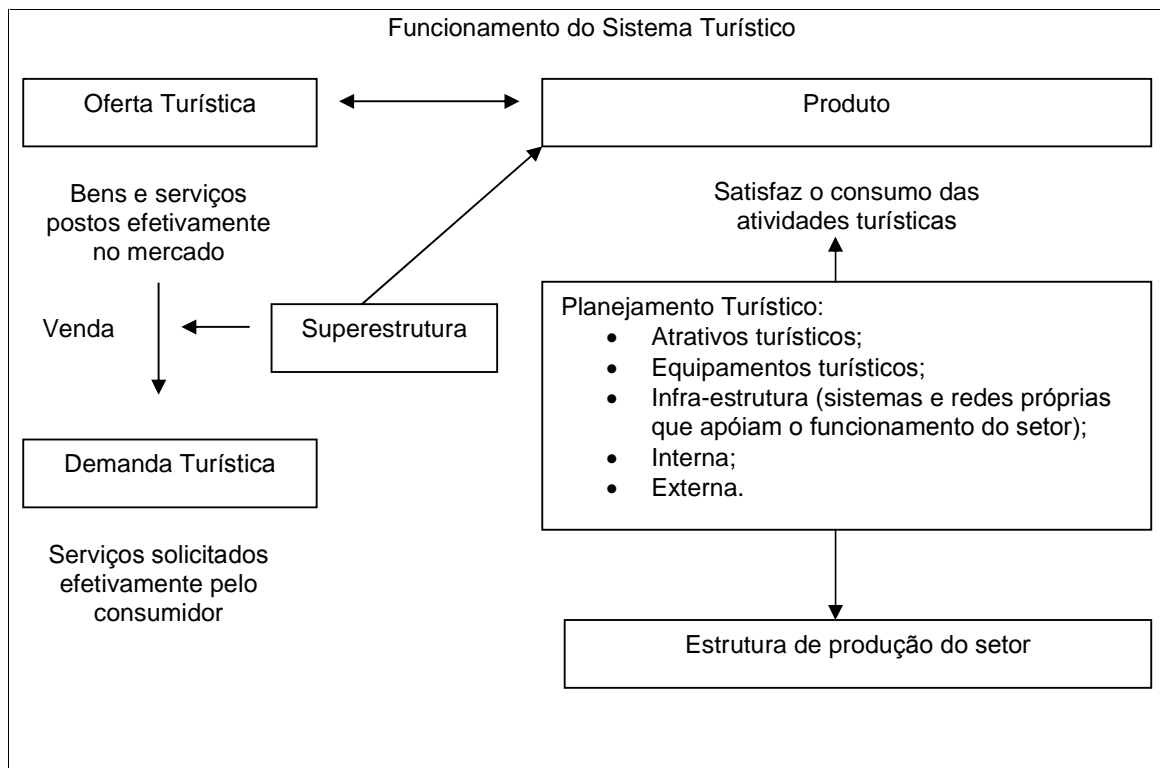 Funcionamento do Sistema Turístico
Oferta Turística
Produto
Bens e serviços
postos efetivamente
no mercado
Satisfaz o consumo das
atividades turísticas
Venda
Superestrutura
Planejamento Turístico:
• Atrativos turísticos;
• Equipamentos turísticos;
• Infra-estrutura (sistemas e redes próprias
que apóiam o funcionamento do setor);
• Interna;
• Externa.
Demanda Turística
Serviços solicitados
efetivamente pelo
consumidor
Estrutura de produção do setor